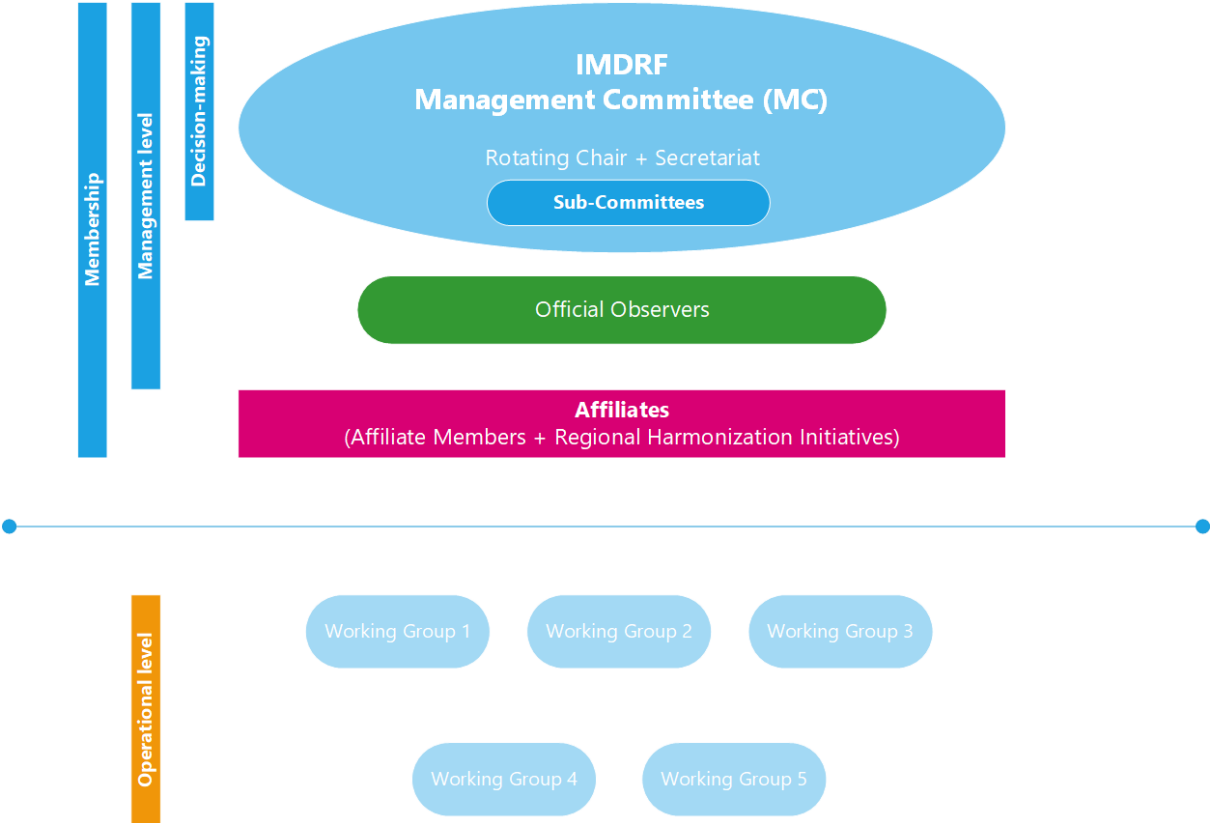 Membership
Management level
Decision-making
IMDRF
Management Committee (MC)
Rotating Chair + Secretariat
Sub-Committees
Official Observers
Affiliates
(Affiliate Members + Regional Harmonization Initiatives)
Operational level
Working Group 1
Working Group 2
Working Group 3
Working Group 4
Working Group 5